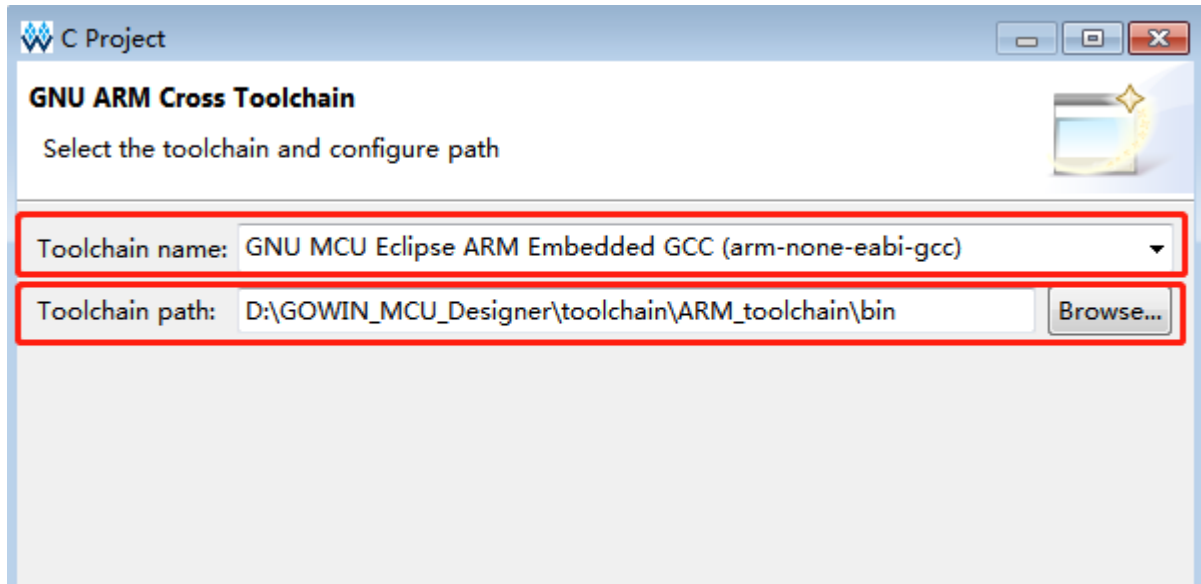 C Project
GNU ARM Cross Toolchain
Select the toolchain and configure path
Toolchain name: GNU MCU Eclipse ARM Embedded GCC (arm-none-eabi-gcc)
Toolchain path: D:\GOWIN_MCU_Designer\toolchain\ARM_toolchain\bin Browse...